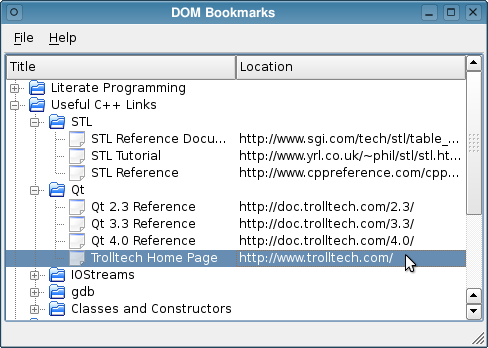 DOM Bookmarks
File Help
Title Location
Literate Programming
Useful C++ Links
STL
STL Reference Docu... http://www.sgi.com/tech/stl/table_...
STL Tutorial http://www.yrl.co.uk/~phil/stl/stl.ht...
STL Reference http://www.cppreference.com/cpp...
Qt
Qt 2.3 Reference http://doc.trolltech.com/2.3/
Qt 3.3 Reference http://doc.trolltech.com/3.3/
Qt 4.0 Reference http://doc.trolltech.com/4.0/
Trolltech Home Page http://www.trolltech.com/
IOStreams
gdb
Classes and Constructors